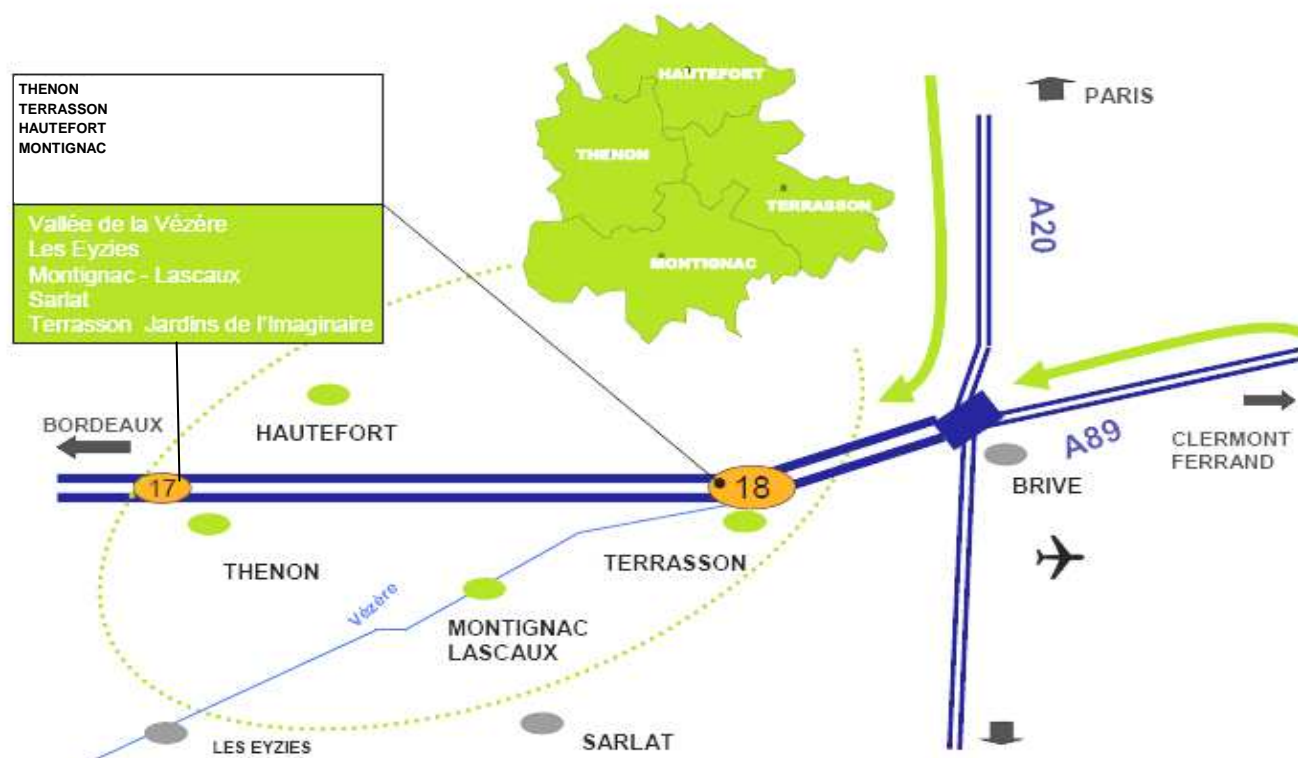 THENON
TERRASSON
HAUTEFORT
MONTIGNAC
Vallée de la Vézère
Les Eyzies
Montignac - Lascaux
Sarlat
Terrasson Jardins de l'Imaginaire
HAUTEFORT
THENON
TERRASSON
MONTIGNAC
PARIS
A20
BORDEAUX
HAUTEFORT
A89
CLERMONT
FERRAND
17
18
BRIVE
THENON
TERRASSON
Vézère
MONTIGNAC
LASCAUX
LES EYZIES
SARLAT